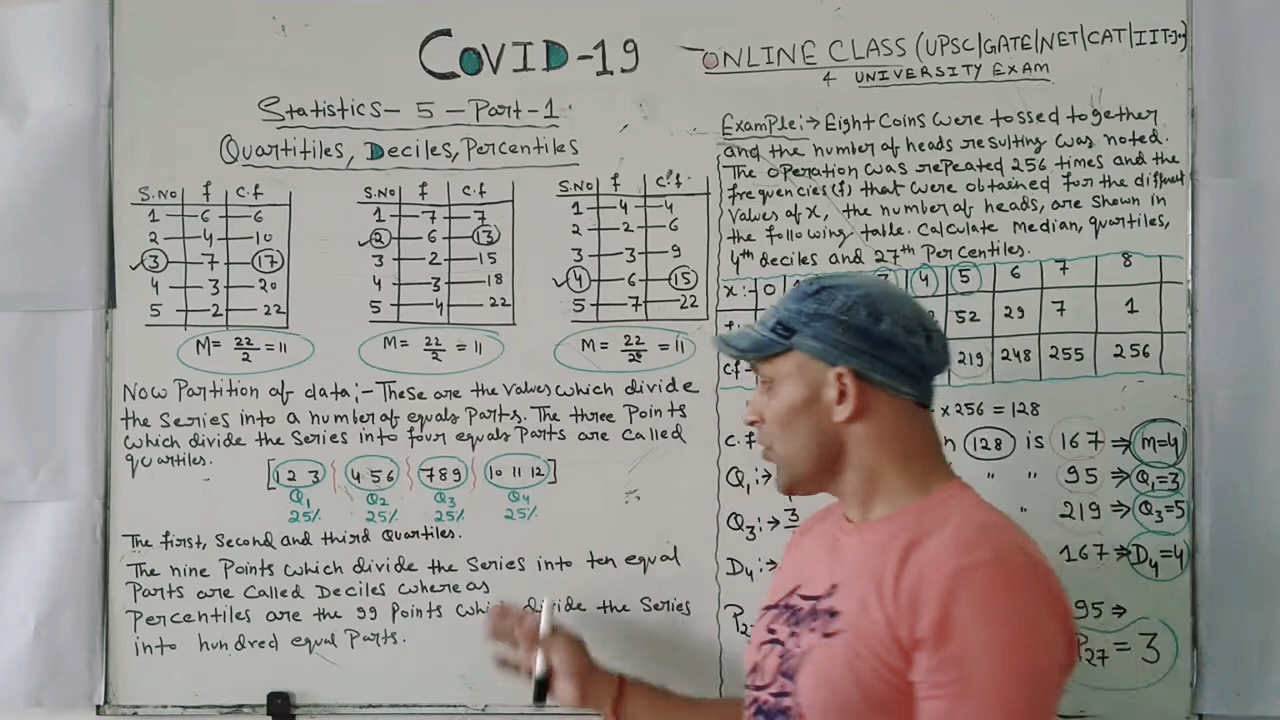 COVID-19
ONLINE CLASS (UPSC|GATE|NET|CAT|IIT-
UNIVERSITY EXAM
Statistics - 5 - Part-1
Quartitiles, Deciles, Percentiles
S.No f c.f
1 6 6
2 4 10
3 7 17
4 3 20
5 2 22
M = 22/2 = 11
S.No f c.f
1 7 7
2 6 13
3 2 15
4 3 18
5 4 22
M = 22/2 = 11
S.No f c.f.
1 4 4
2 2 6
3 3 9
4 6 15
5 7 22
M = 22/2 = 11
Now Partition of data;- These are the values which divide
the Series into a number of equals Parts. The three Points
which divide the Series into four equals Parts are called
quartiles.
[1 2 3 4 5 6 7 8 9 10 11 12]
Q1 Q2 Q3 Q4
25% 25% 25% 25%
The first, Second and third Quartiles.
The nine Points which divide the Series into ten equal
Parts are called Deciles whereas
Percentiles are the 99 Points divide the Series
into hundred equal Parts.
Example:→ Eight Coins were tossed together
and the number of heads resulting was noted.
The operation was repeated 256 times and the
frequencies (f) that were obtained for the different
values of x, the number of heads, are shown in
the following table. Calculate Median, quartiles,
4th deciles and 27th Percentiles.
x:- 0 4 5 6 7 8
52 29 7 1
cf- 219 248 255 256
x 256 = 128
c.f 128 is 167 ⇒ M=4
Q1:→ " " 95 ⇒ Q1=3
Q3:→ 3 " 219 ⇒ Q3=5
D4:→ 167 ⇒ D4=4
95 ⇒
P27 = 3